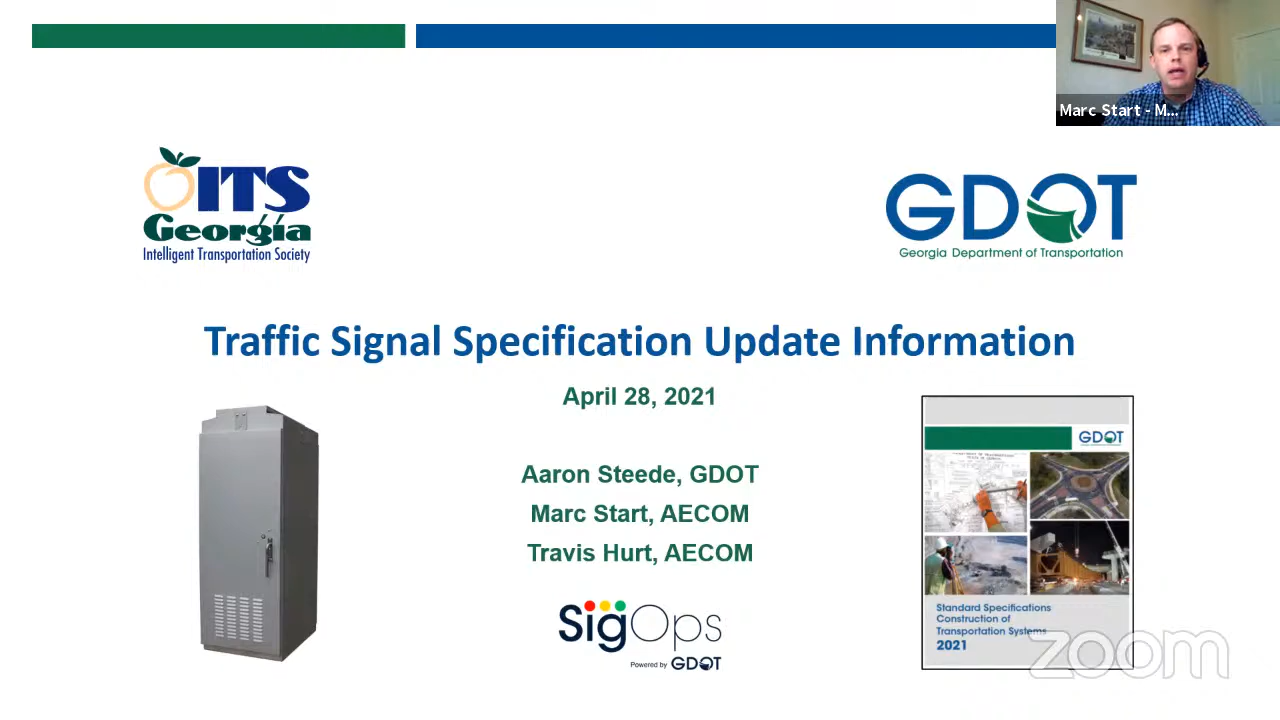 Marc Start - M...
ITS
Georgia
Intelligent Transportation Society
GDOT
Georgia Department of Transportation
Traffic Signal Specification Update Information
April 28, 2021
Aaron Steede, GDOT
Marc Start, AECOM
Travis Hurt, AECOM
SigOps
Powered by GDOT
GDOT
Standard Specifications
Construction of
Transportation Systems
2021
zoom